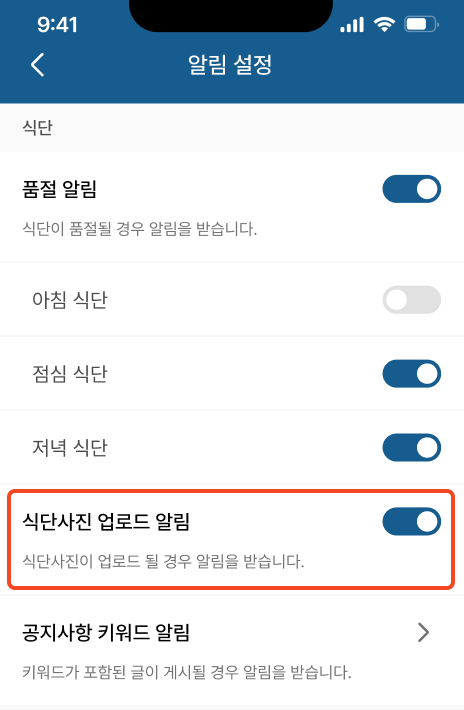 9:41
알림 설정
식단
품절 알림
식단이 품절될 경우 알림을 받습니다.
아침 식단
점심 식단
저녁 식단
식단사진 업로드 알림
식단사진이 업로드 될 경우 알림을 받습니다.
공지사항 키워드 알림
키워드가 포함된 글이 게시될 경우 알림을 받습니다.